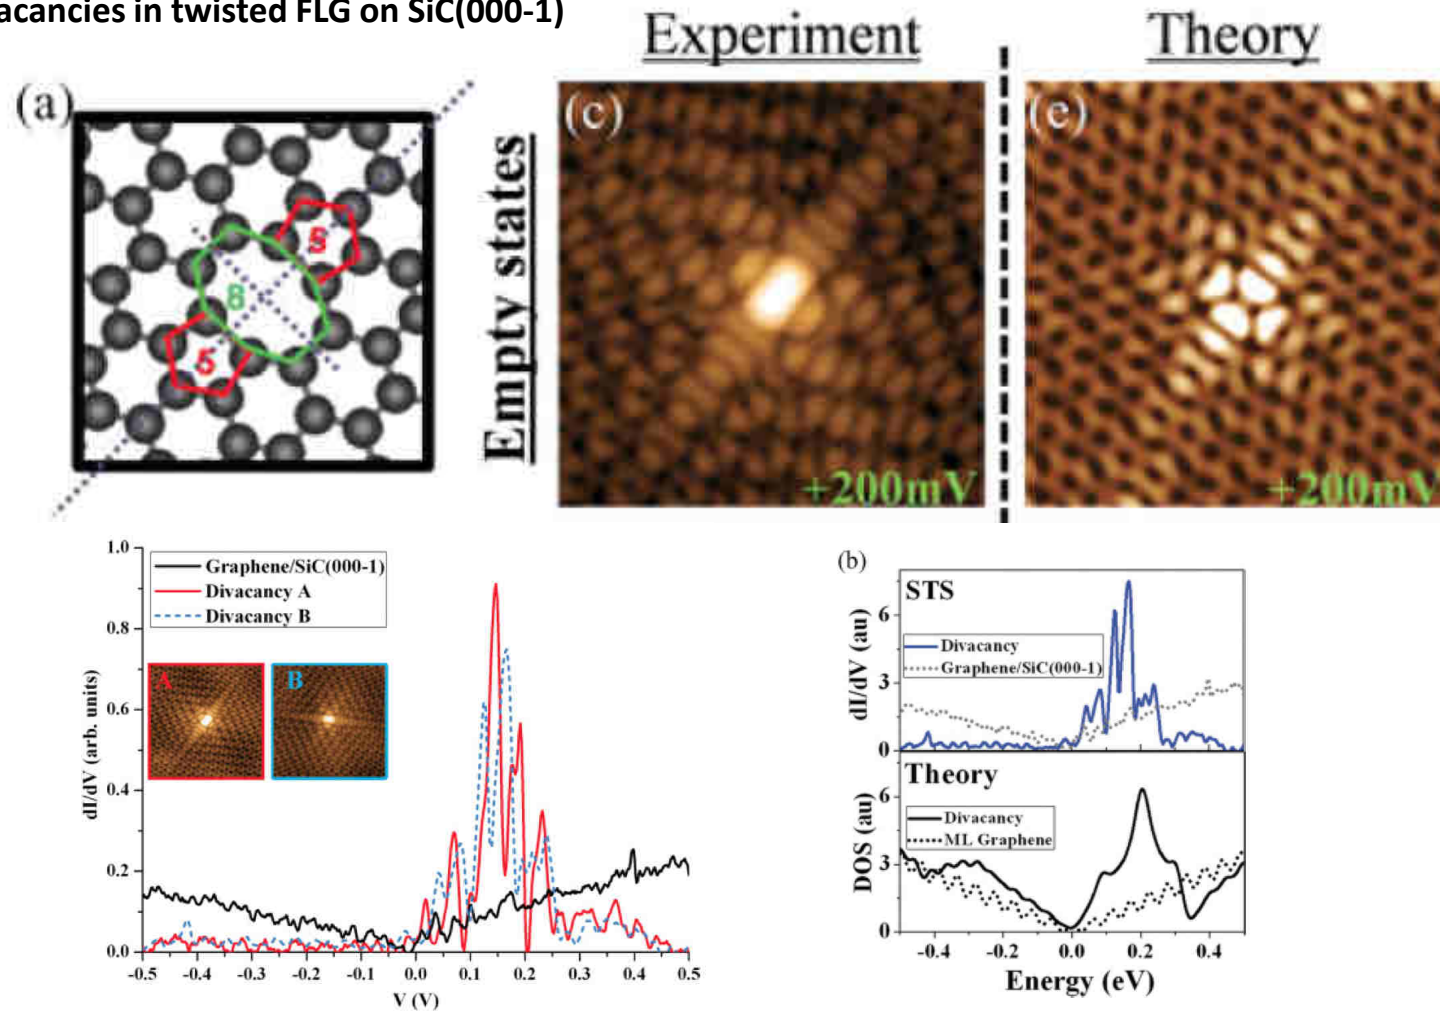 acancies in twisted FLG on SiC(000-1)
Experiment
Theory
(a)
5
8
5
Empty states
(c)
+200mV
(e)
+200mV
1.0
0.8
0.6
0.4
0.2
0.0
dI/dV (arb. units)
Graphene/SiC(000-1)
Divacancy A
Divacancy B
A
B
-0.5 -0.4 -0.3 -0.2 -0.1 0.0 0.1 0.2 0.3 0.4 0.5
V (V)
(b)
STS
6
3
0
dI/dV (au)
Divacancy
Graphene/SiC(000-1)
Theory
6
3
0
DOS (au)
Divacancy
ML Graphene
-0.4 -0.2 0.0 0.2 0.4
Energy (eV)